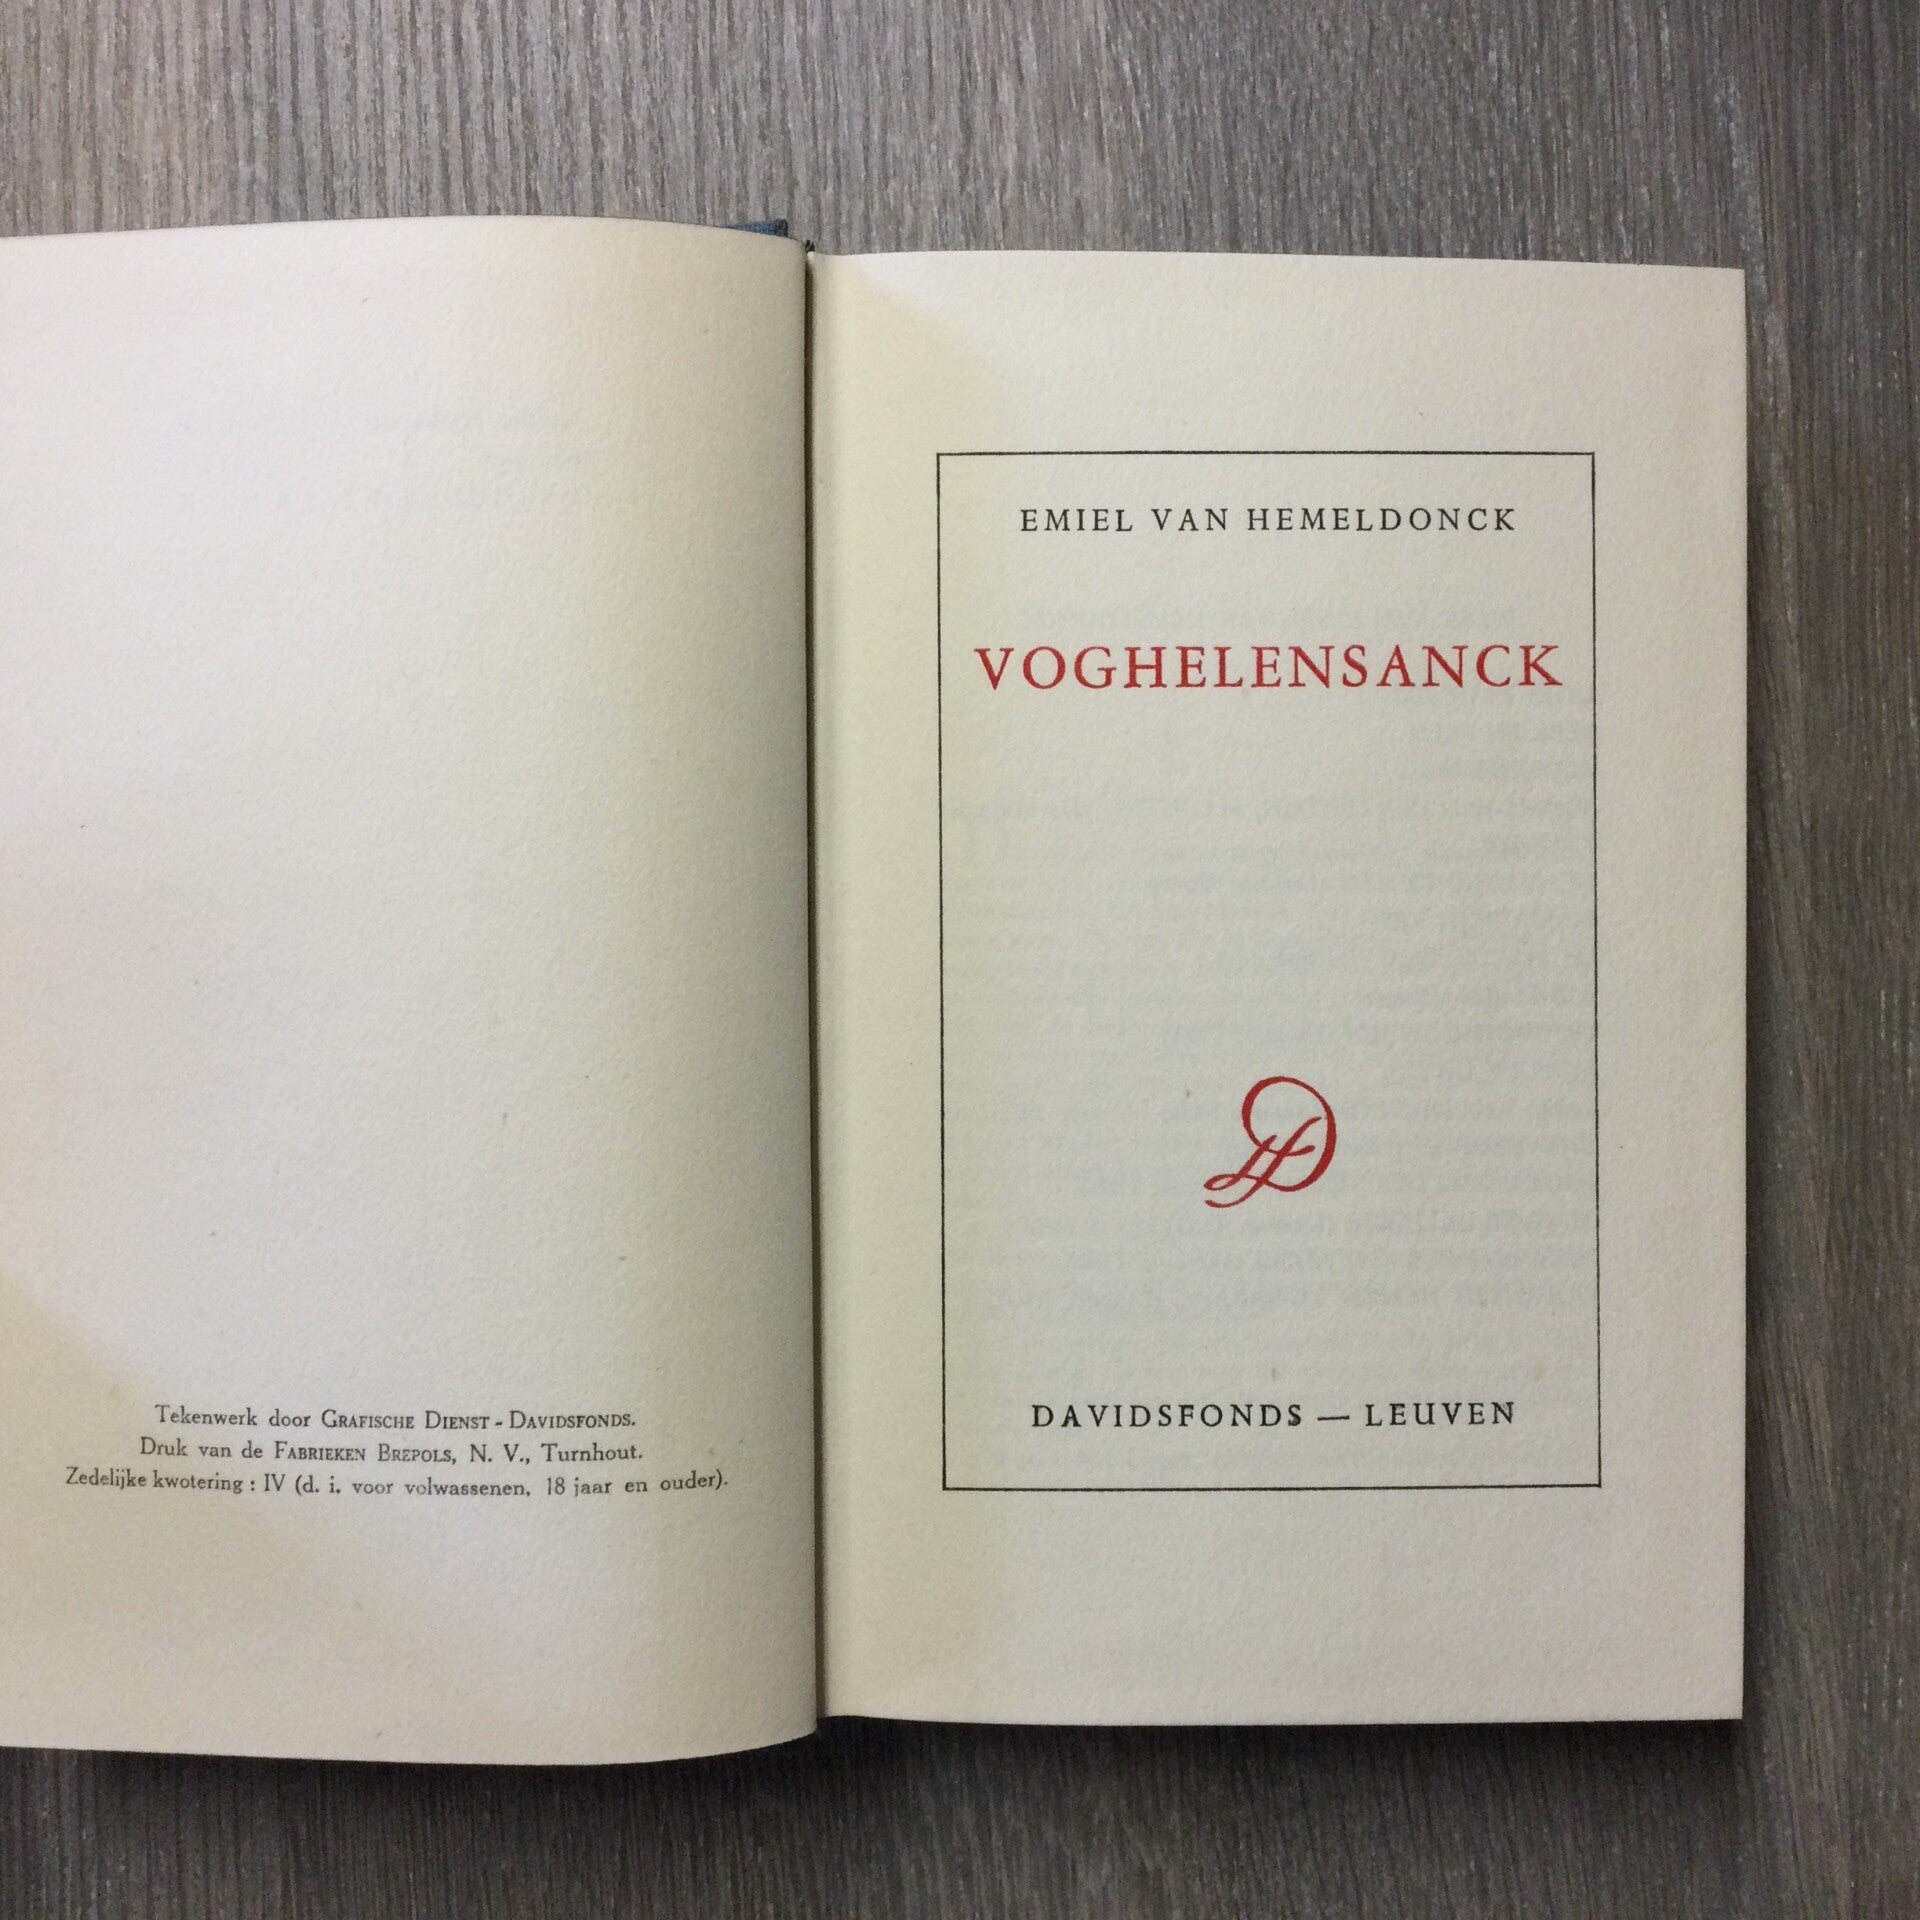 Tekenwerk door GRAFISCHE DIENST - DAVIDSFONDS.
Druk van de FABRIEKEN BREPOLS, N. V., Turnhout.
Zedelijke kwotering : IV (d. i. voor volwassenen, 18 jaar en ouder).
EMIEL VAN HEMELDONCK
VOGHELENSANCK
DF
DAVIDSFONDS — LEUVEN